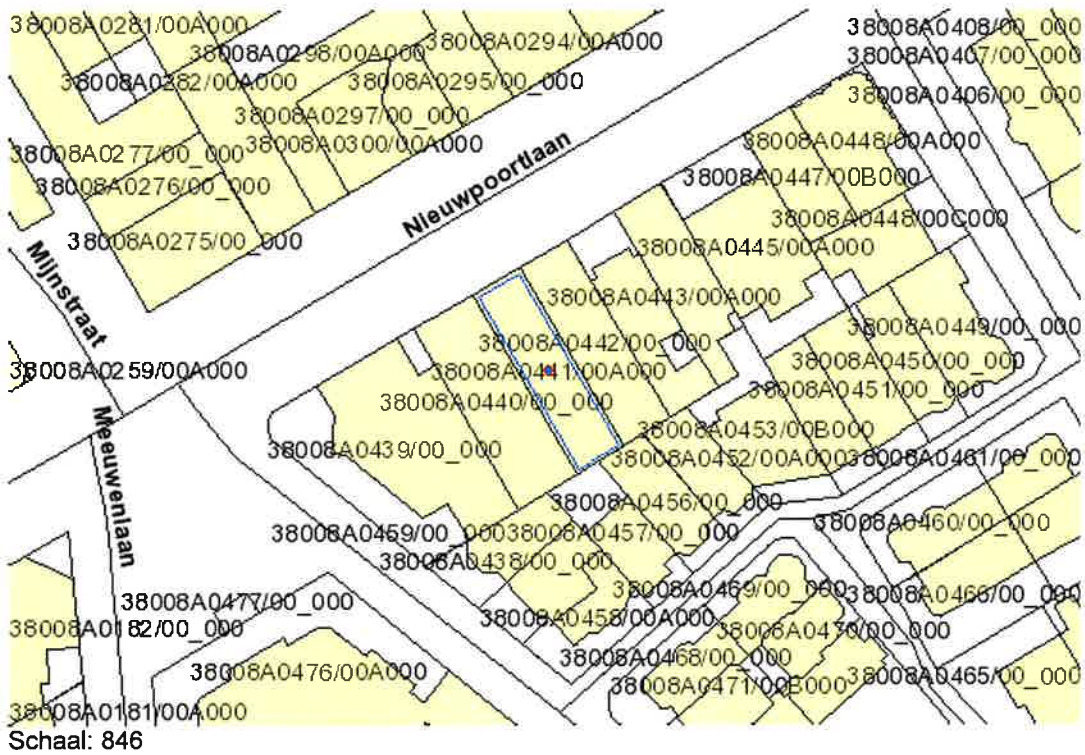 38008A0281/00A000
38008A0298/00A000
38008A0294/00A000
38008A0408/00_000
38008A0407/00_000
38008A0282/00A000
38008A0295/00_000
38008A0406/00_000
38008A0297/00_000
38008A0300/00A000
38008A0448/00A000
38008A0277/00_000
Nieuwpoortlaan
38008A0447/00B000
38008A0276/00_000
38008A0448/00C000
38008A0275/00_000
38008A0445/00A000
Mijnstraat
38008A0443/00A000
38008A0449/00_000
38008A0442/00_000
38008A0259/00A000
38008A0441/00A000
38008A0450/00_000
38008A0451/00_000
38008A0440/00_000
Meeuwenlaan
38008A0453/00B000
38008A0439/00_000
38008A0452/00A000
38008A0461/00_000
38008A0456/00_000
38008A0460/00_000
38008A0459/00_000
38008A0457/00_000
38008A0438/00_000
38008A0469/00_000
38008A0466/00_000
38008A0477/00_000
38008A0458/00A000
38008A0182/00_000
38008A0470/00_000
38008A0468/00_000
38008A0476/00A000
38008A0471/00B000
38008A0465/00_000
38008A0181/00A000
Schaal: 846